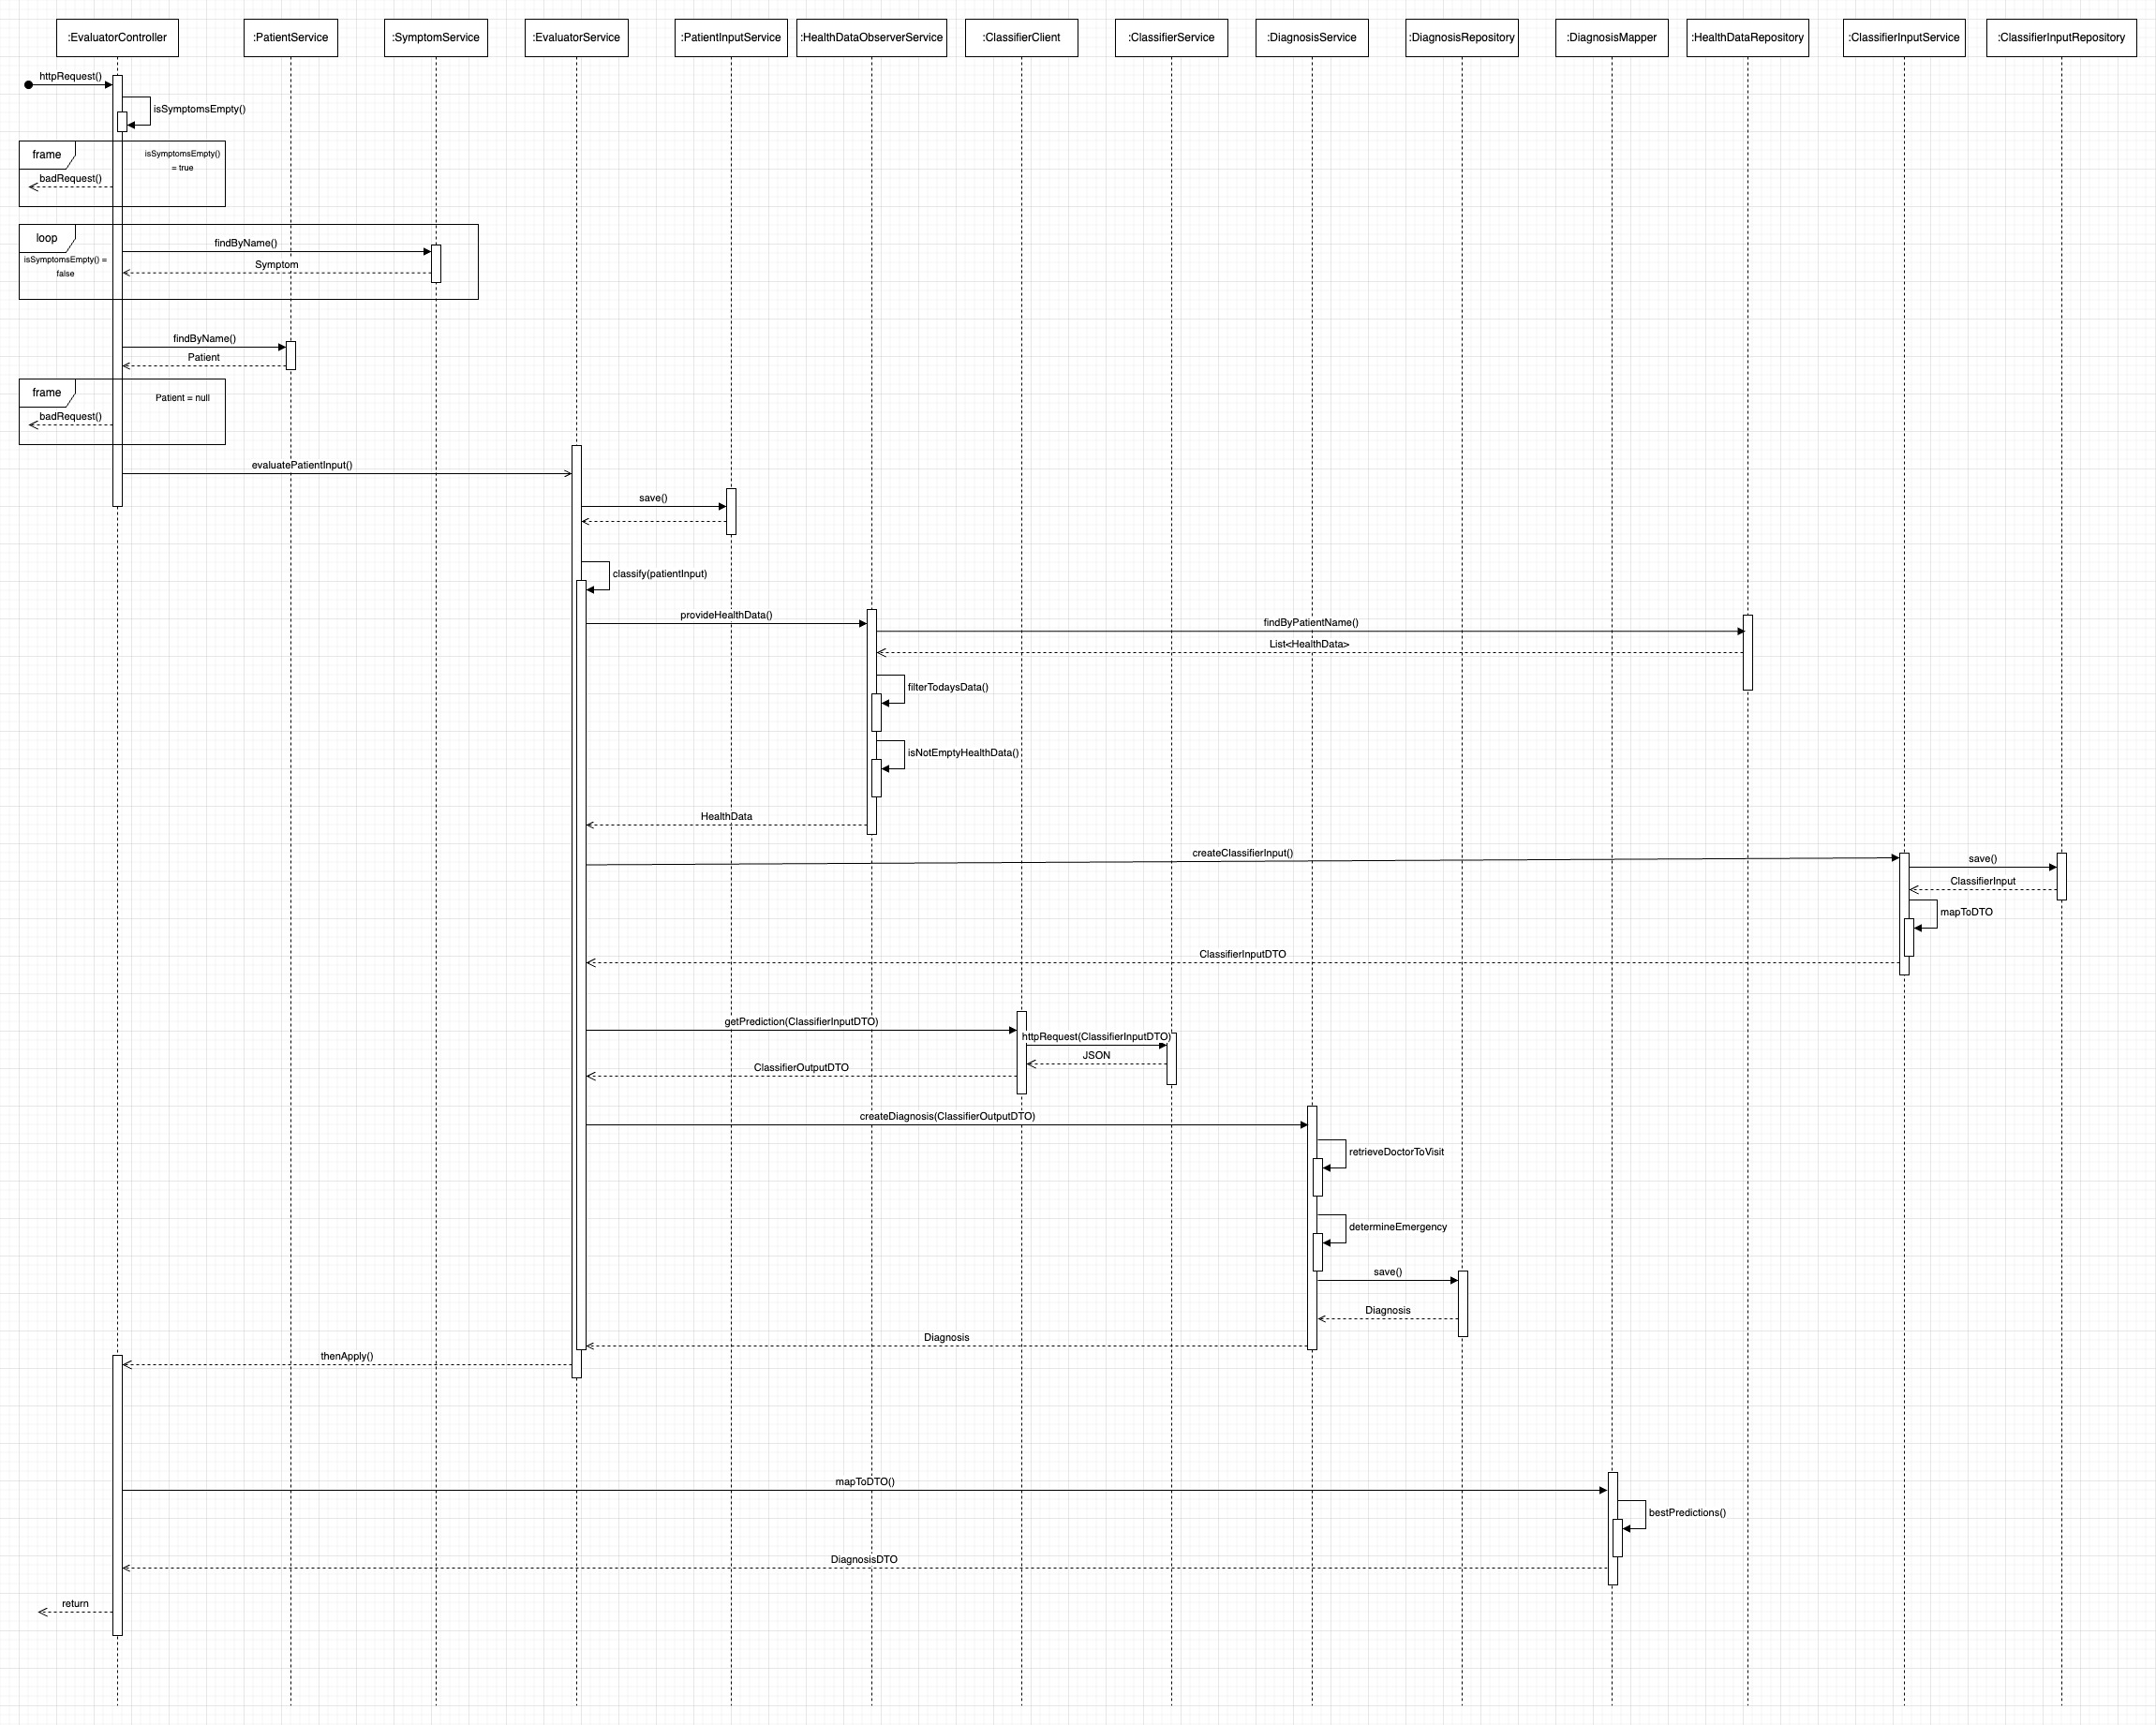 :EvaluatorController
:PatientService
:SymptomService
:EvaluatorService
:PatientInputService
:HealthDataObserverService
:ClassifierClient
:ClassifierService
:DiagnosisService
:DiagnosisRepository
:DiagnosisMapper
:HealthDataRepository
:ClassifierInputService
:ClassifierInputRepository
httpRequest()
isSymptomsEmpty()
frame
isSymptomsEmpty()
= true
badRequest()
loop
isSymptomsEmpty() =
false
findByName()
Symptom
findByName()
Patient
frame
Patient = null
badRequest()
evaluatePatientInput()
save()
classify(patientInput)
provideHealthData()
findByPatientName()
List<HealthData>
filterTodaysData()
isNotEmptyHealthData()
HealthData
createClassifierInput()
save()
ClassifierInput
mapToDTO
ClassifierInputDTO
getPrediction(ClassifierInputDTO)
httpRequest(ClassifierInputDTO)
JSON
ClassifierOutputDTO
createDiagnosis(ClassifierOutputDTO)
retrieveDoctorToVisit
determineEmergency
save()
Diagnosis
Diagnosis
thenApply()
mapToDTO()
bestPredictions()
DiagnosisDTO
return